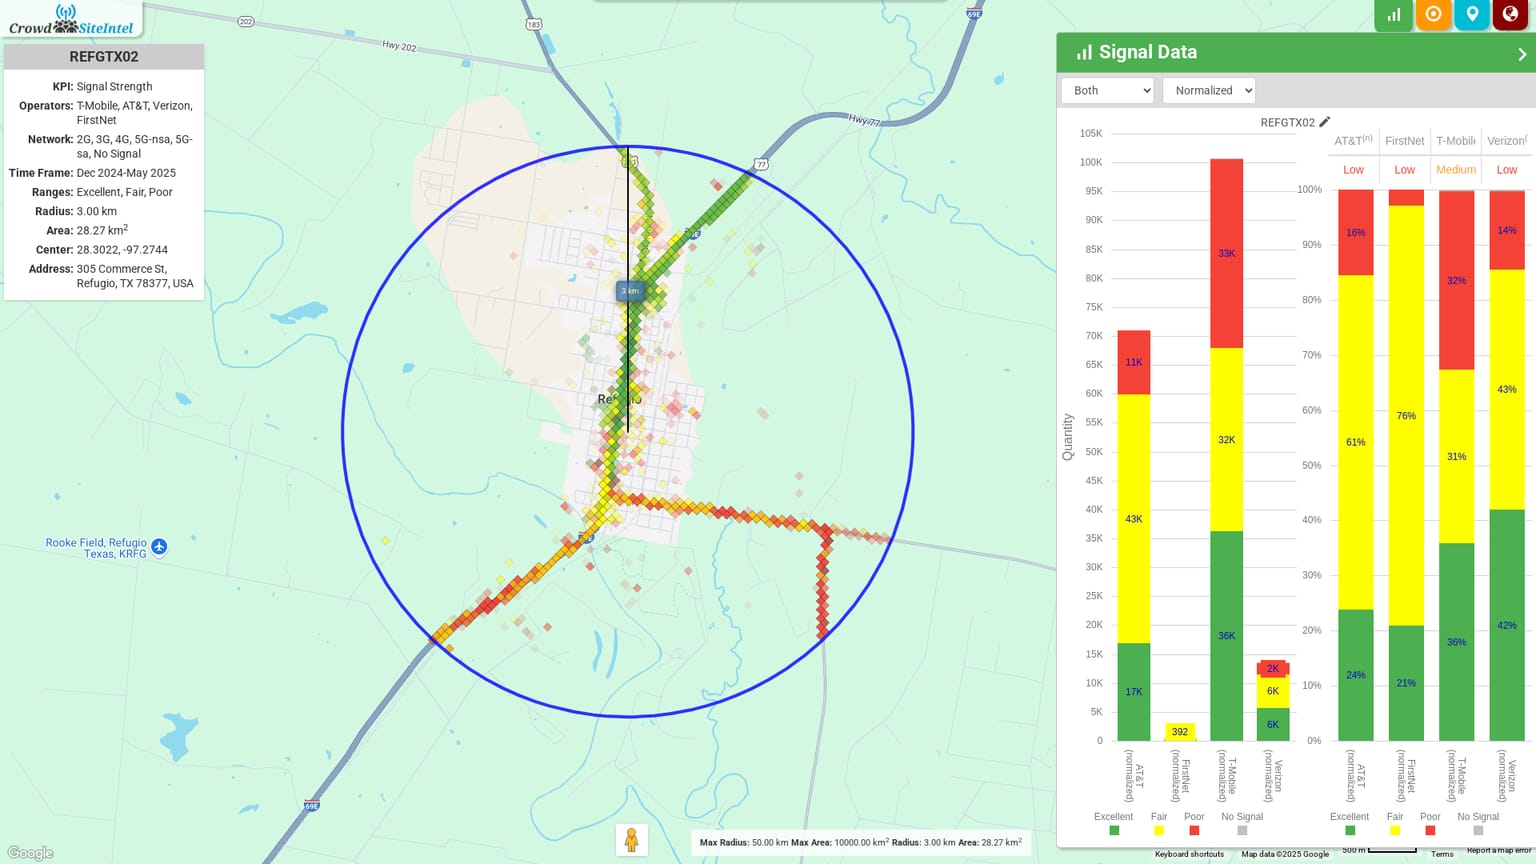 Crowd SiteIntel
REFGTX02
KPI: Signal Strength
Operators: T-Mobile, AT&T, Verizon,
FirstNet
Network: 2G, 3G, 4G, 5G-nsa, 5G-
sa, No Signal
Time Frame: Dec 2024-May 2025
Ranges: Excellent, Fair, Poor
Radius: 3.00 km
Area: 28.27 km²
Center: 28.3022, -97.2744
Address: 305 Commerce St,
Refugio, TX 78377, USA
202
Hwy 202
183
69E
Hwy 77
77
3 km
Rooke Field, Refugio
Texas, KRFG
69E
Google
Max Radius: 50.00 km Max Area: 10000.00 km² Radius: 3.00 km Area: 28.27 km²
Signal Data
Both
Normalized
REFGTX02
Quantity
105K
100K
95K
90K
85K
80K
75K
70K
65K
60K
55K
50K
45K
40K
35K
30K
25K
20K
15K
10K
5K
0
11K
43K
17K
392
33K
32K
36K
2K
6K
6K
AT&T (normalized)
FirstNet (normalized)
T-Mobile (normalized)
Verizon (normalized)
Excellent Fair Poor No Signal
AT&T(n) FirstNet T-Mobile Verizon(
Low Low Medium Low
100%
90%
80%
70%
60%
50%
40%
30%
20%
10%
0%
16%
61%
24%
76%
21%
32%
31%
36%
14%
43%
42%
AT&T (normalized)
FirstNet (normalized)
T-Mobile (normalized)
Verizon (normalized)
Excellent Fair Poor No Signal
Keyboard shortcuts Map data ©2025 Google 500 m Terms Report a map error